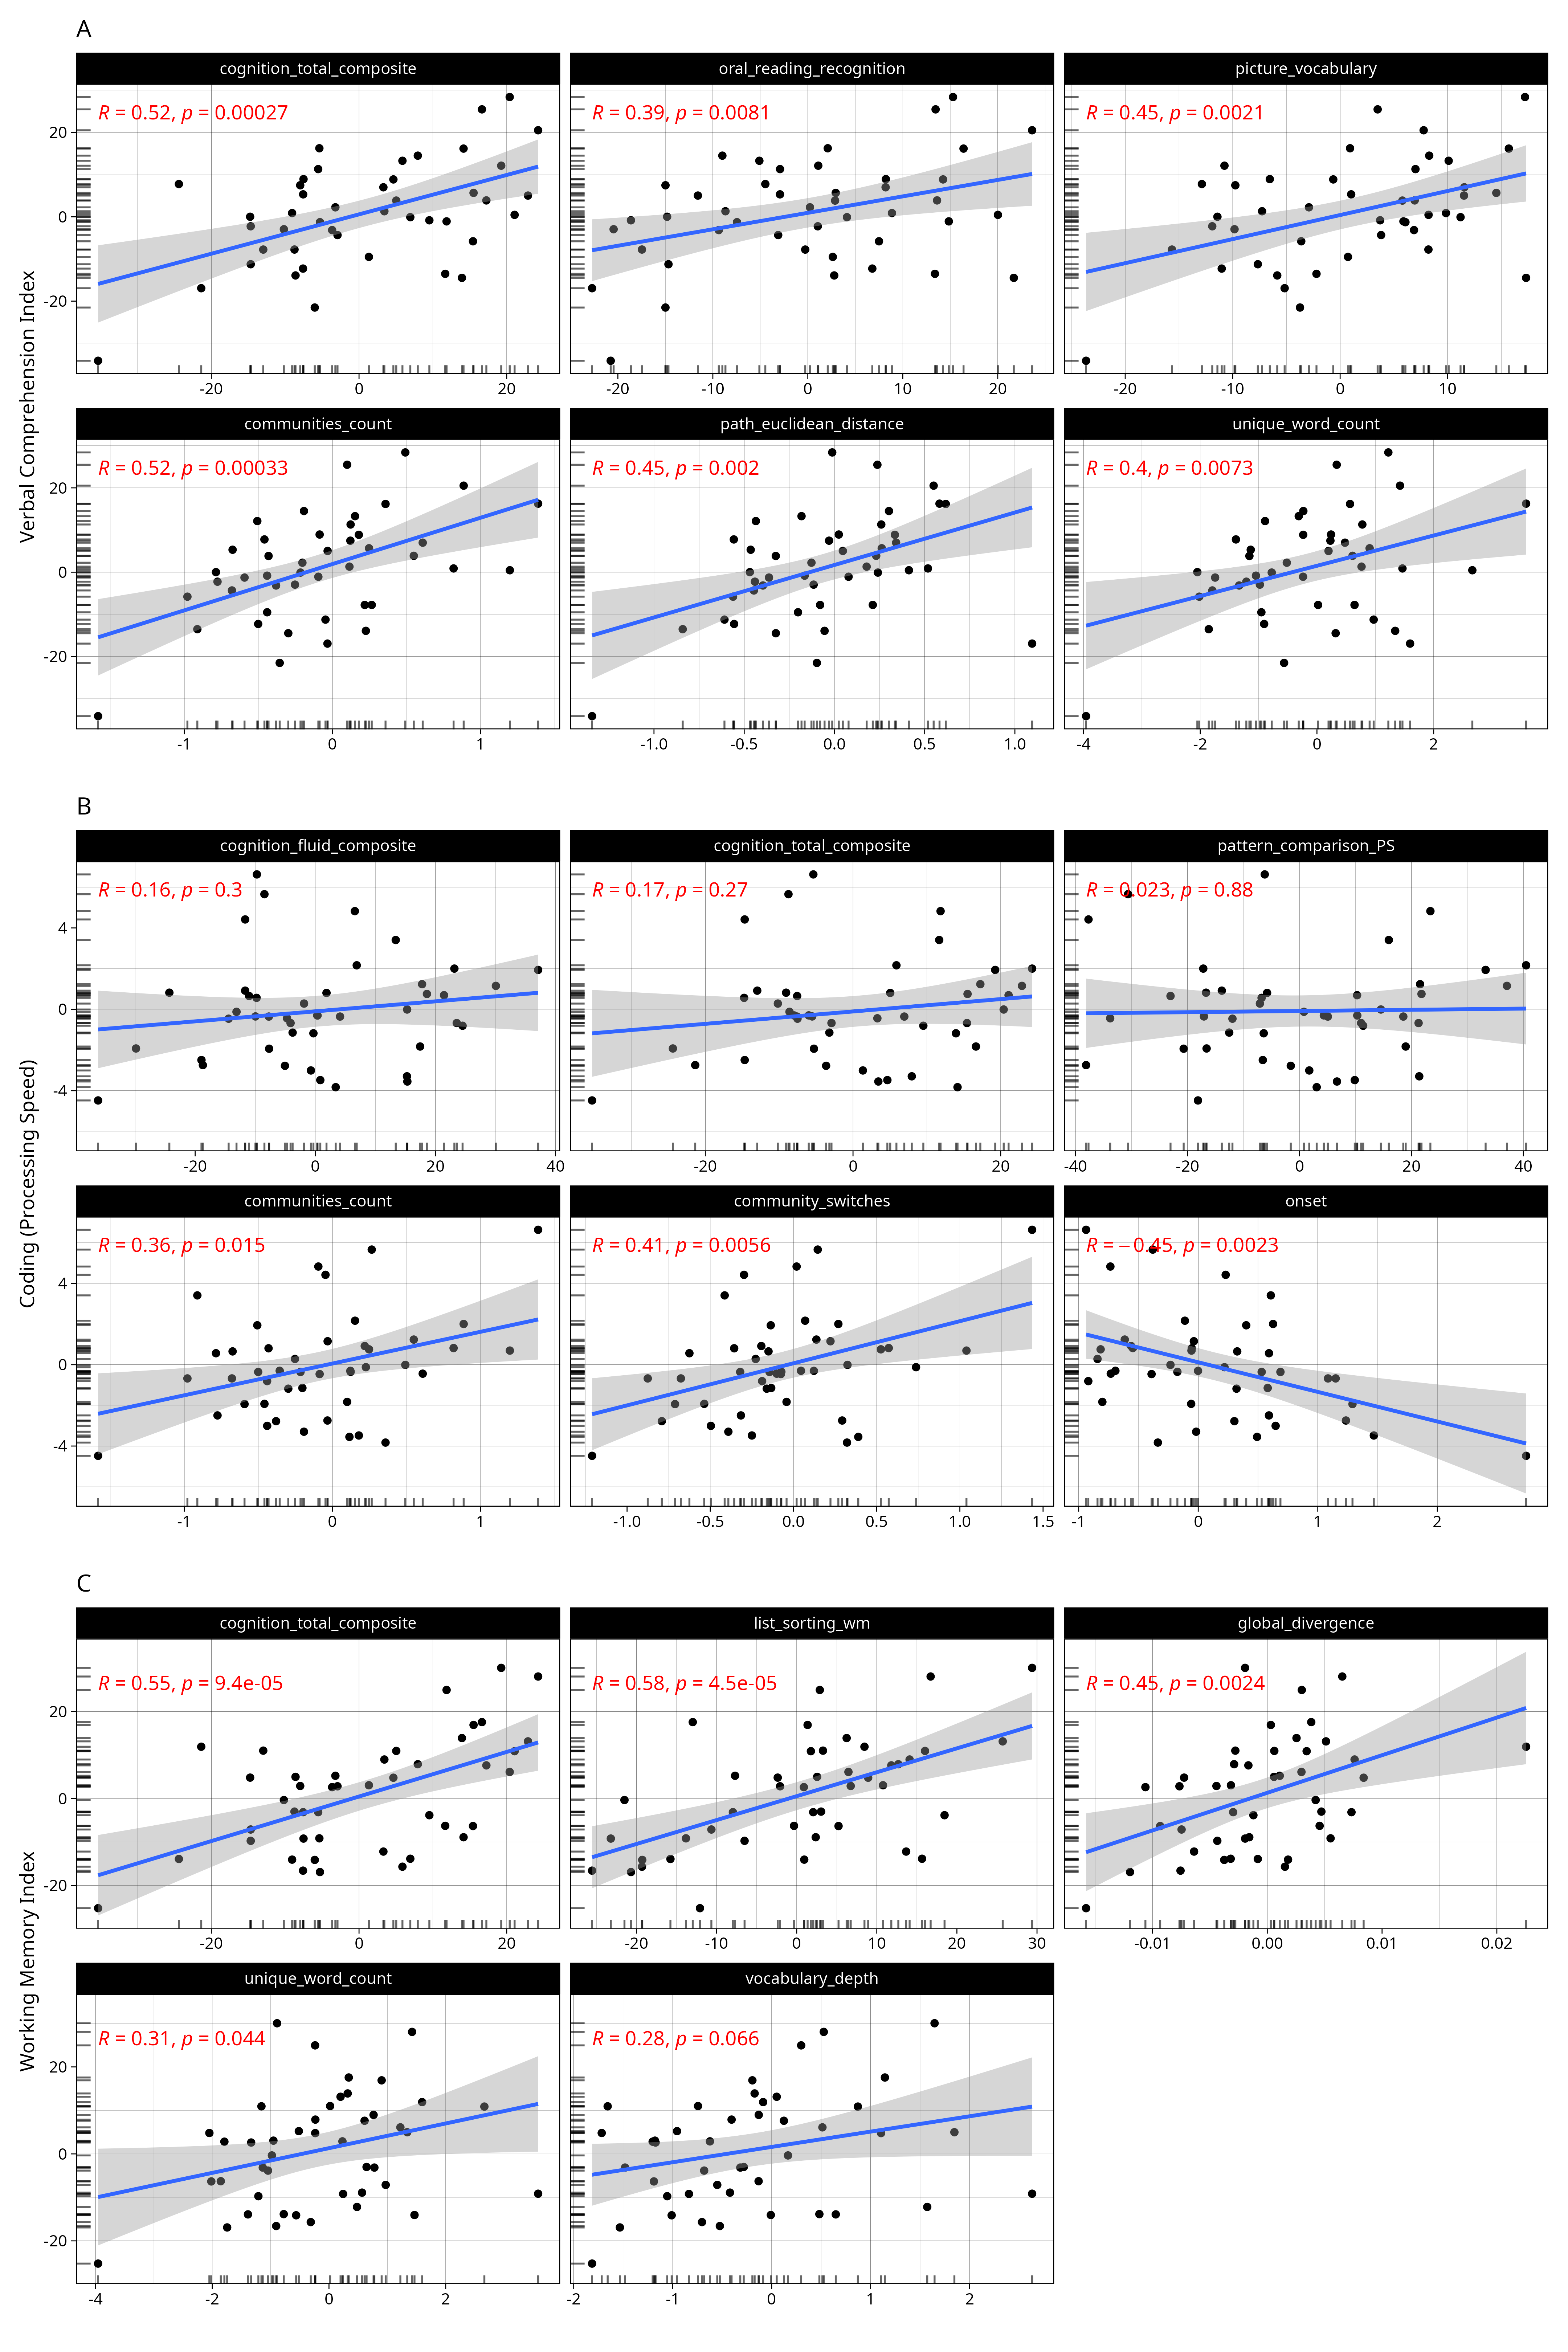 A
Verbal Comprehension Index
cognition_total_composite
oral_reading_recognition
picture_vocabulary
R = 0.52, p = 0.00027
R = 0.39, p = 0.0081
R = 0.45, p = 0.0021
20
0
-20
-20 0 20
-20 -10 0 10 20
-20 -10 0 10
communities_count
path_euclidean_distance
unique_word_count
R = 0.52, p = 0.00033
R = 0.45, p = 0.002
R = 0.4, p = 0.0073
20
0
-20
-1 0 1
-1.0 -0.5 0.0 0.5 1.0
-4 -2 0 2
B
Coding (Processing Speed)
cognition_fluid_composite
cognition_total_composite
pattern_comparison_PS
R = 0.16, p = 0.3
R = 0.17, p = 0.27
R = 0.023, p = 0.88
4
0
-4
-20 0 20 40
-20 0 20
-40 -20 0 20 40
communities_count
community_switches
onset
R = 0.36, p = 0.015
R = 0.41, p = 0.0056
R = −0.45, p = 0.0023
4
0
-4
-1 0 1
-1.0 -0.5 0.0 0.5 1.0 1.5
-1 0 1 2
C
Working Memory Index
cognition_total_composite
list_sorting_wm
global_divergence
R = 0.55, p = 9.4e-05
R = 0.58, p = 4.5e-05
R = 0.45, p = 0.0024
20
0
-20
-20 0 20
-20 -10 0 10 20 30
-0.01 0.00 0.01 0.02
unique_word_count
vocabulary_depth
R = 0.31, p = 0.044
R = 0.28, p = 0.066
20
0
-20
-4 -2 0 2
-2 -1 0 1 2